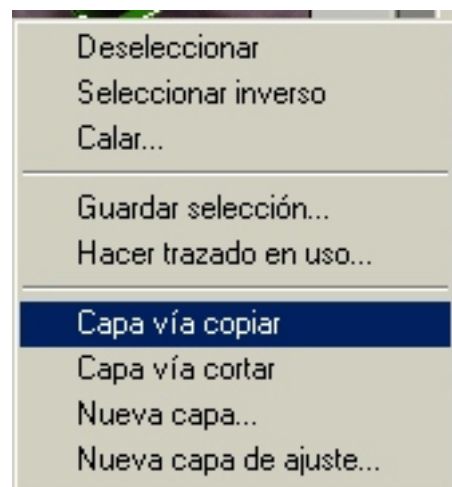 Deseleccionar
Seleccionar inverso
Calar...
Guardar selección...
Hacer trazado en uso...
Capa vía copiar
Capa vía cortar
Nueva capa...
Nueva capa de ajuste...